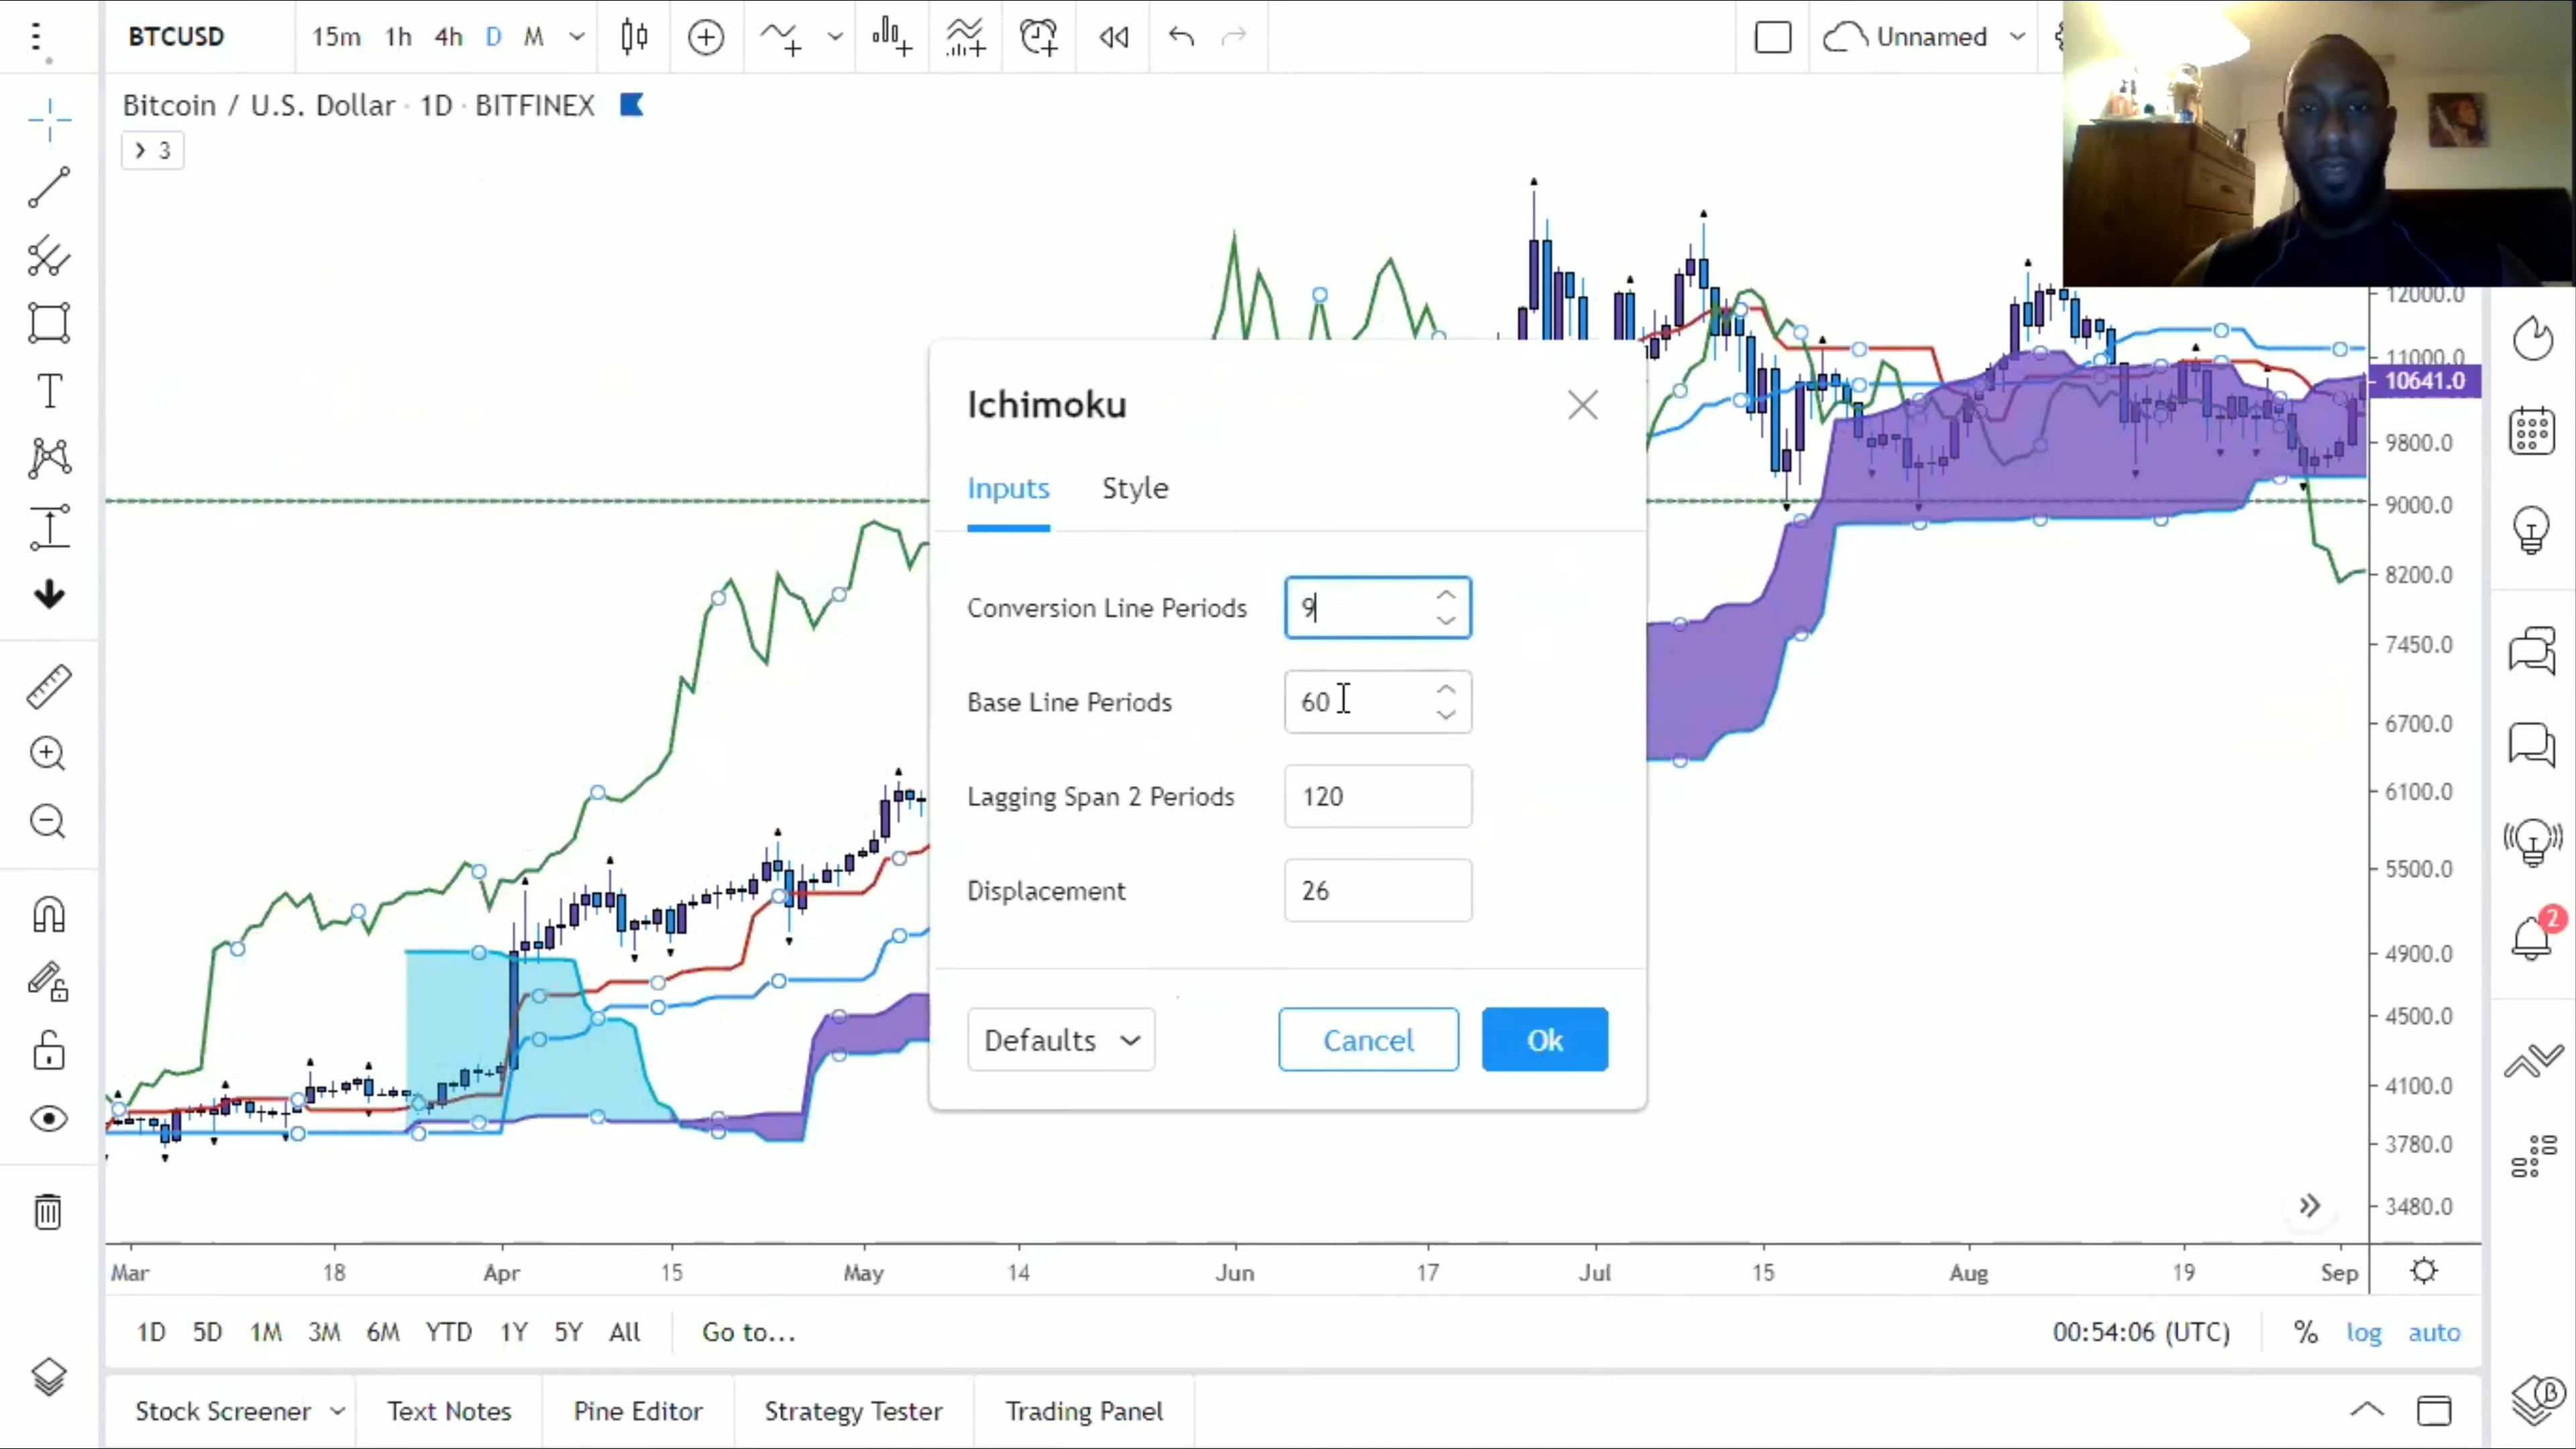 BTCUSD 15m 1h 4h D M Unnamed
Bitcoin / U.S. Dollar · 1D · BITFINEX
3
12000.0
11000.0
10641.0
9800.0
9000.0
8200.0
7450.0
6700.0
6100.0
5500.0
4900.0
4500.0
4100.0
3780.0
3480.0
Ichimoku
Inputs Style
Conversion Line Periods 9
Base Line Periods 60
Lagging Span 2 Periods 120
Displacement 26
Defaults Cancel Ok
2
Mar 18 Apr 15 May 14 Jun 17 Jul 15 Aug 19 Sep
1D 5D 1M 3M 6M YTD 1Y 5Y All Go to... 00:54:06 (UTC) % log auto
Stock Screener Text Notes Pine Editor Strategy Tester Trading Panel